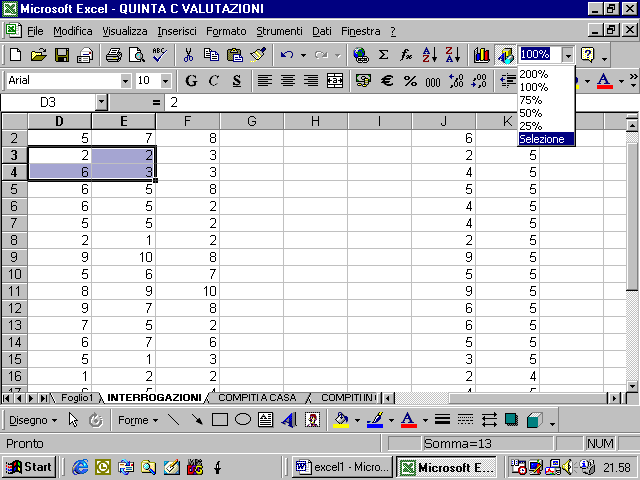 Microsoft Excel - QUINTA C VALUTAZIONI
File Modifica Visualizza Inserisci Formato Strumenti Dati Finestra ?
100%
Arial 10 G C S € % 000
200%
100%
75%
50%
25%
Selezione
D3 = 2
D E F G H I J K
2 5 7 8 6
3 2 2 3 2 5
4 6 3 3 4 5
5 6 5 8 5 5
6 6 5 2 4 5
7 5 5 2 4 5
8 2 1 2 2 5
9 9 10 8 9 5
10 5 6 7 5 5
11 8 9 10 9 5
12 9 7 8 6 5
13 7 5 2 6 5
14 6 7 6 5 5
15 5 1 3 3 5
16 1 2 2 2 4
Foglio1 INTERROGAZIONI COMPITI A CASA COMPITI IN
Disegno Forme
Pronto Somma=13 NUM
Start excel1 - Micro... Microsoft E... 21.58